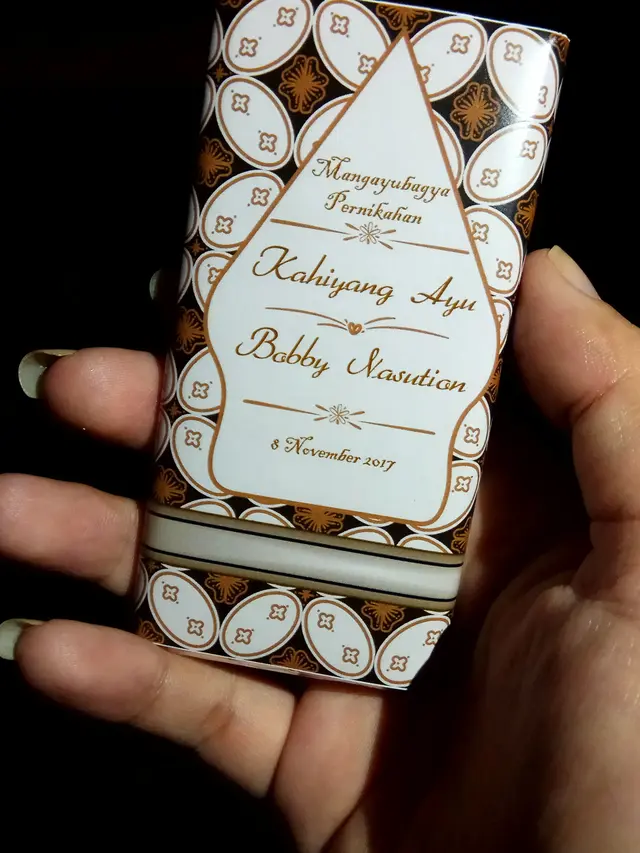 Mangayubagya
Pernikahan
Kahiyang Ayu
Bobby Nasution
8 November 2017